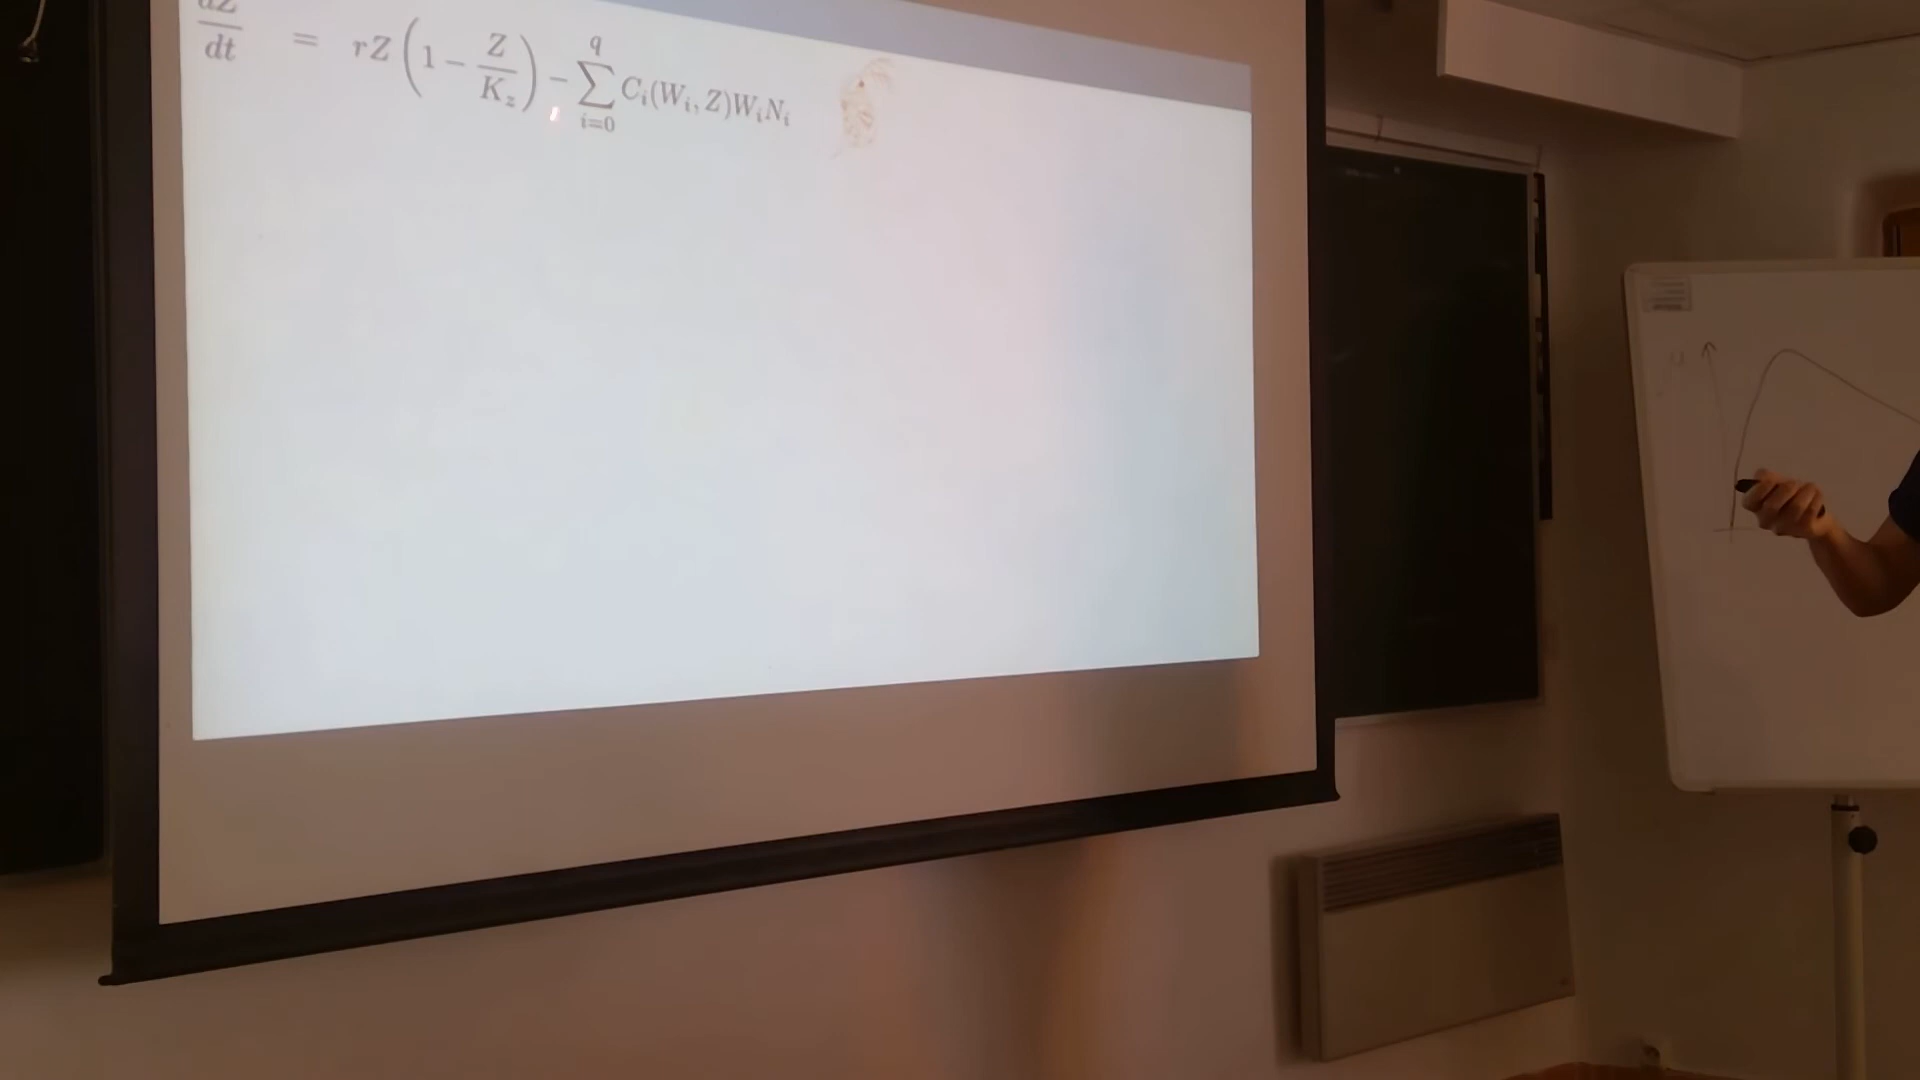 dZ/dt = rZ(1 − Z/K_z) − ∑_{i=0}^{q} C_i(W_i, Z)W_iN_i